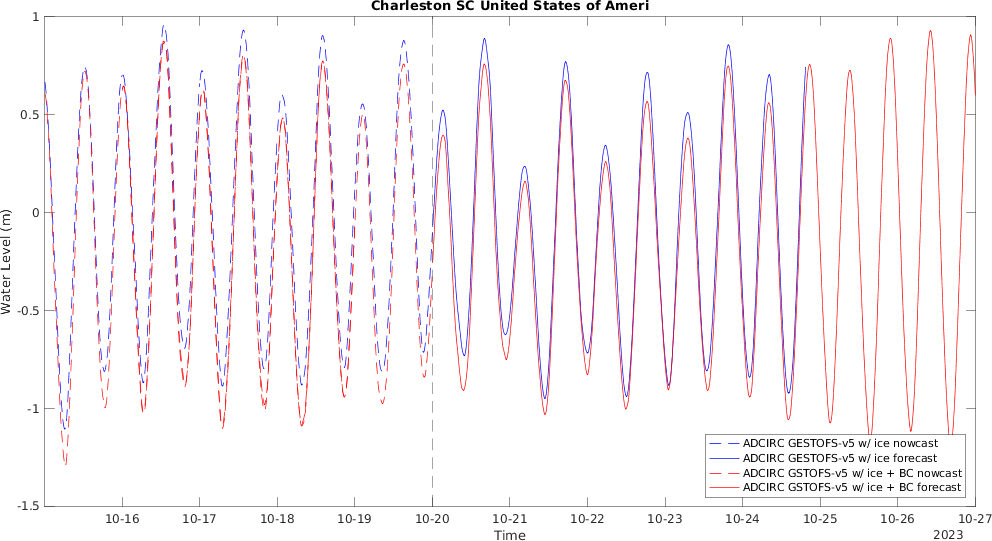 Charleston SC United States of Ameri
1
0.5
0
-0.5
-1
-1.5
Water Level (m)
ADCIRC GESTOFS-v5 w/ ice nowcast
ADCIRC GESTOFS-v5 w/ ice forecast
ADCIRC GSTOFS-v5 w/ ice + BC nowcast
ADCIRC GSTOFS-v5 w/ ice + BC forecast
10-16 10-17 10-18 10-19 10-20 10-21 10-22 10-23 10-24 10-25 10-26 10-27
Time
2023